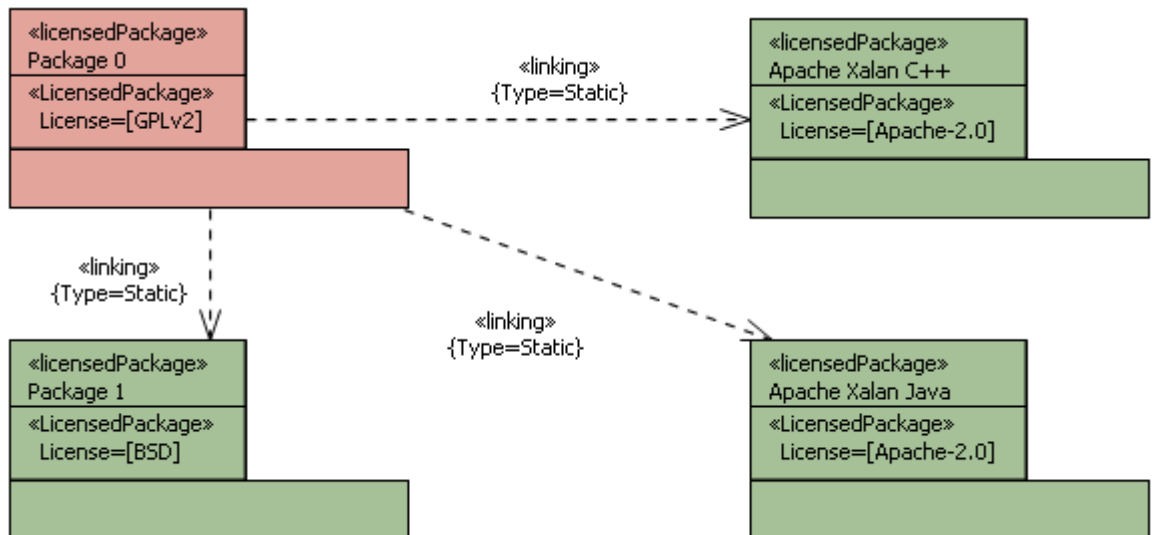 «licensedPackage»
Package 0
«LicensedPackage»
License=[GPLv2]
«linking»
{Type=Static}
«licensedPackage»
Apache Xalan C++
«LicensedPackage»
License=[Apache-2.0]
«linking»
{Type=Static}
«linking»
{Type=Static}
«licensedPackage»
Package 1
«LicensedPackage»
License=[BSD]
«licensedPackage»
Apache Xalan Java
«LicensedPackage»
License=[Apache-2.0]